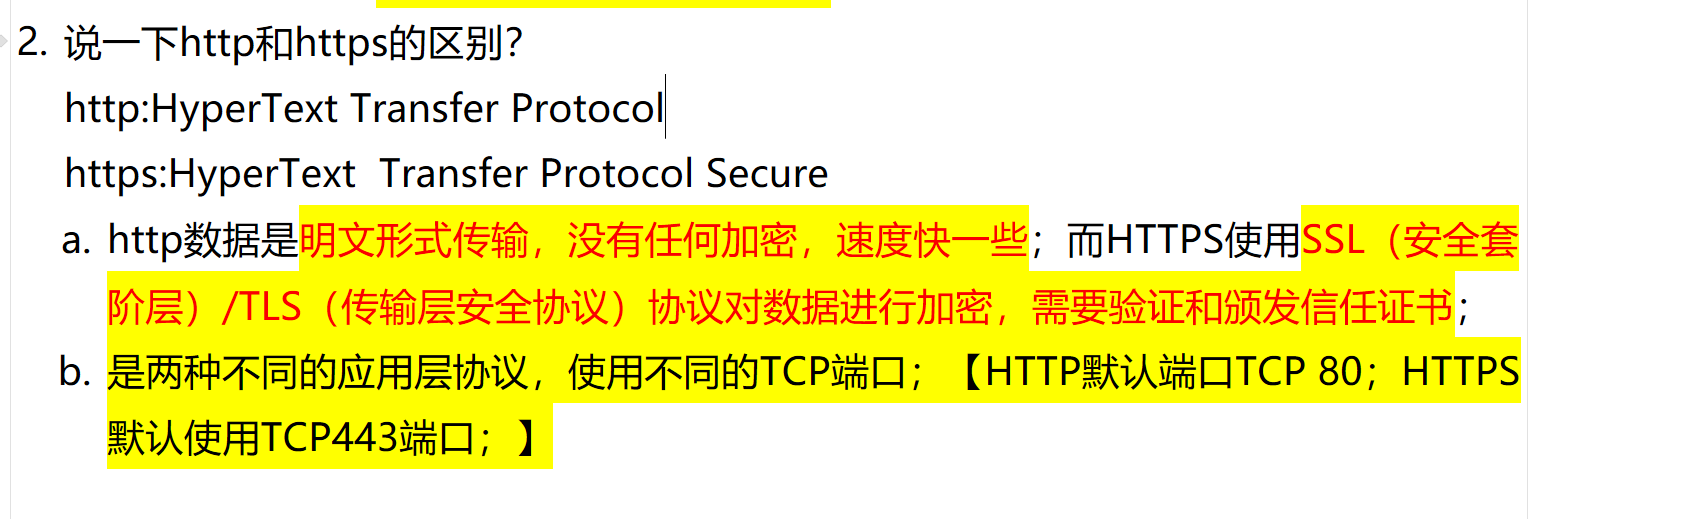 2. 说一下http和https的区别？
http:HyperText Transfer Protocol
https:HyperText  Transfer Protocol Secure
a. http数据是明文形式传输，没有任何加密，速度快一些；而HTTPS使用SSL（安全套
阶层）/TLS（传输层安全协议）协议对数据进行加密，需要验证和颁发信任证书；
b. 是两种不同的应用层协议，使用不同的TCP端口；【HTTP默认端口TCP 80；HTTPS
默认使用TCP443端口；】